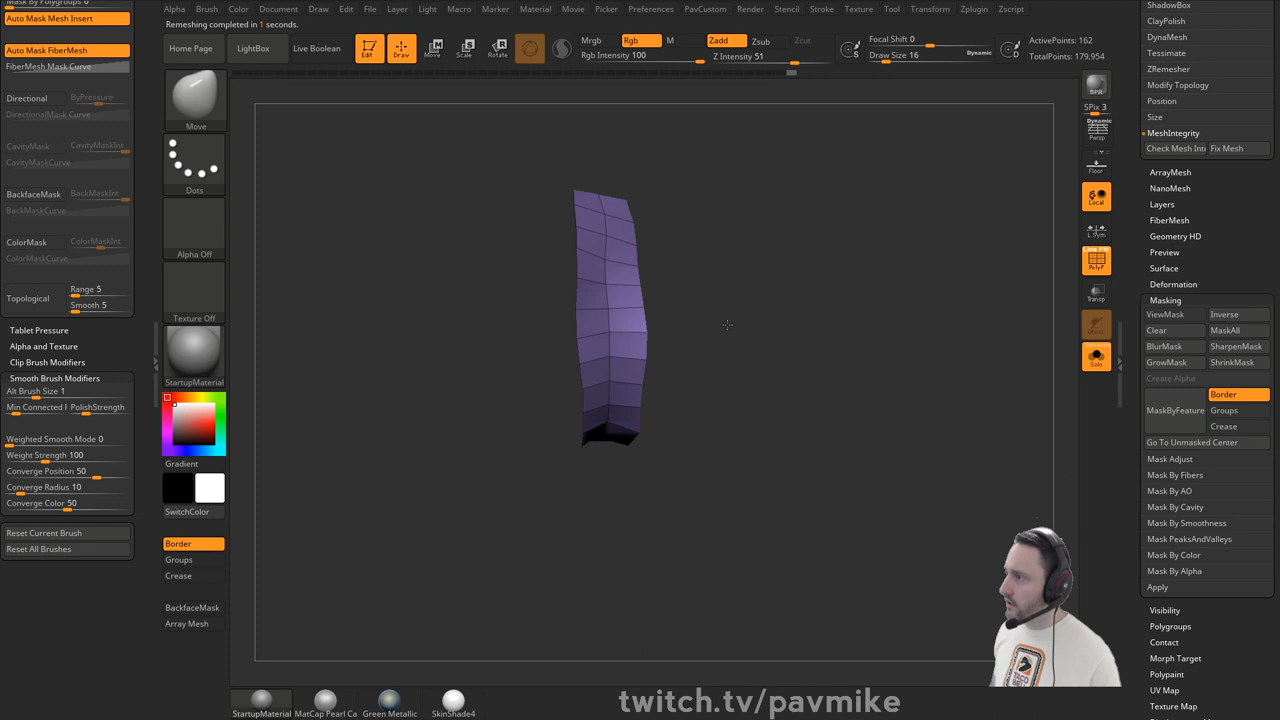 Remeshing completed in 1 seconds.
Alpha Brush Color Document Draw Edit File Layer Light Macro Marker Material Movie Picker Preferences PavCustom Render Stencil Stroke Texture Tool Transform Zplugin Zscript
Auto Mask Mesh Insert
Auto Mask FiberMesh
FiberMesh Mask Curve
Directional ByPressure
DirectionalMask Curve
CavityMask CavityMaskInt
CavityMaskCurve
BackfaceMask BackMaskInt
BackMaskCurve
ColorMask ColorMaskInt
ColorMaskCurve
Topological Range 5
Smooth 5
Tablet Pressure
Alpha and Texture
Clip Brush Modifiers
Smooth Brush Modifiers
Alt Brush Size 1
Min Connected PolishStrength
Weighted Smooth Mode 0
Weight Strength 100
Converge Position 50
Converge Radius 10
Converge Color 50
Reset Current Brush
Reset All Brushes
Home Page LightBox Live Boolean
Edit Draw Move Scale Rotate
Mrgb Rgb M
Rgb Intensity 100
Zadd Zsub Zcut
Z Intensity 51
S
Focal Shift 0
Draw Size 16 Dynamic
D
ActivePoints: 162
TotalPoints: 179,954
Move
Dots
Alpha Off
Texture Off
StartupMaterial
Gradient
SwitchColor
Border
Groups
Crease
BackfaceMask
Array Mesh
BPR
SPix 3
Dynamic
Persp
Floor
Local
L.Sym
Line Fill
PolyF
Transp
Ghost
Dynamic
Solo
ShadowBox
ClayPolish
DynaMesh
Tessimate
ZRemesher
Modify Topology
Position
Size
MeshIntegrity
Check Mesh Int Fix Mesh
ArrayMesh
NanoMesh
Layers
FiberMesh
Geometry HD
Preview
Surface
Deformation
Masking
ViewMask Inverse
Clear MaskAll
BlurMask SharpenMask
GrowMask ShrinkMask
Create Alpha
MaskByFeature Border
Groups
Crease
Go To Unmasked Center
Mask Adjust
Mask By Fibers
Mask By AO
Mask By Cavity
Mask By Smoothness
Mask PeaksAndValleys
Mask By Color
Mask By Alpha
Apply
Visibility
Polygroups
Contact
Morph Target
Polypaint
UV Map
Texture Map
StartupMaterial MatCap Pearl Ca Green Metallic SkinShade4
twitch.tv/pavmike